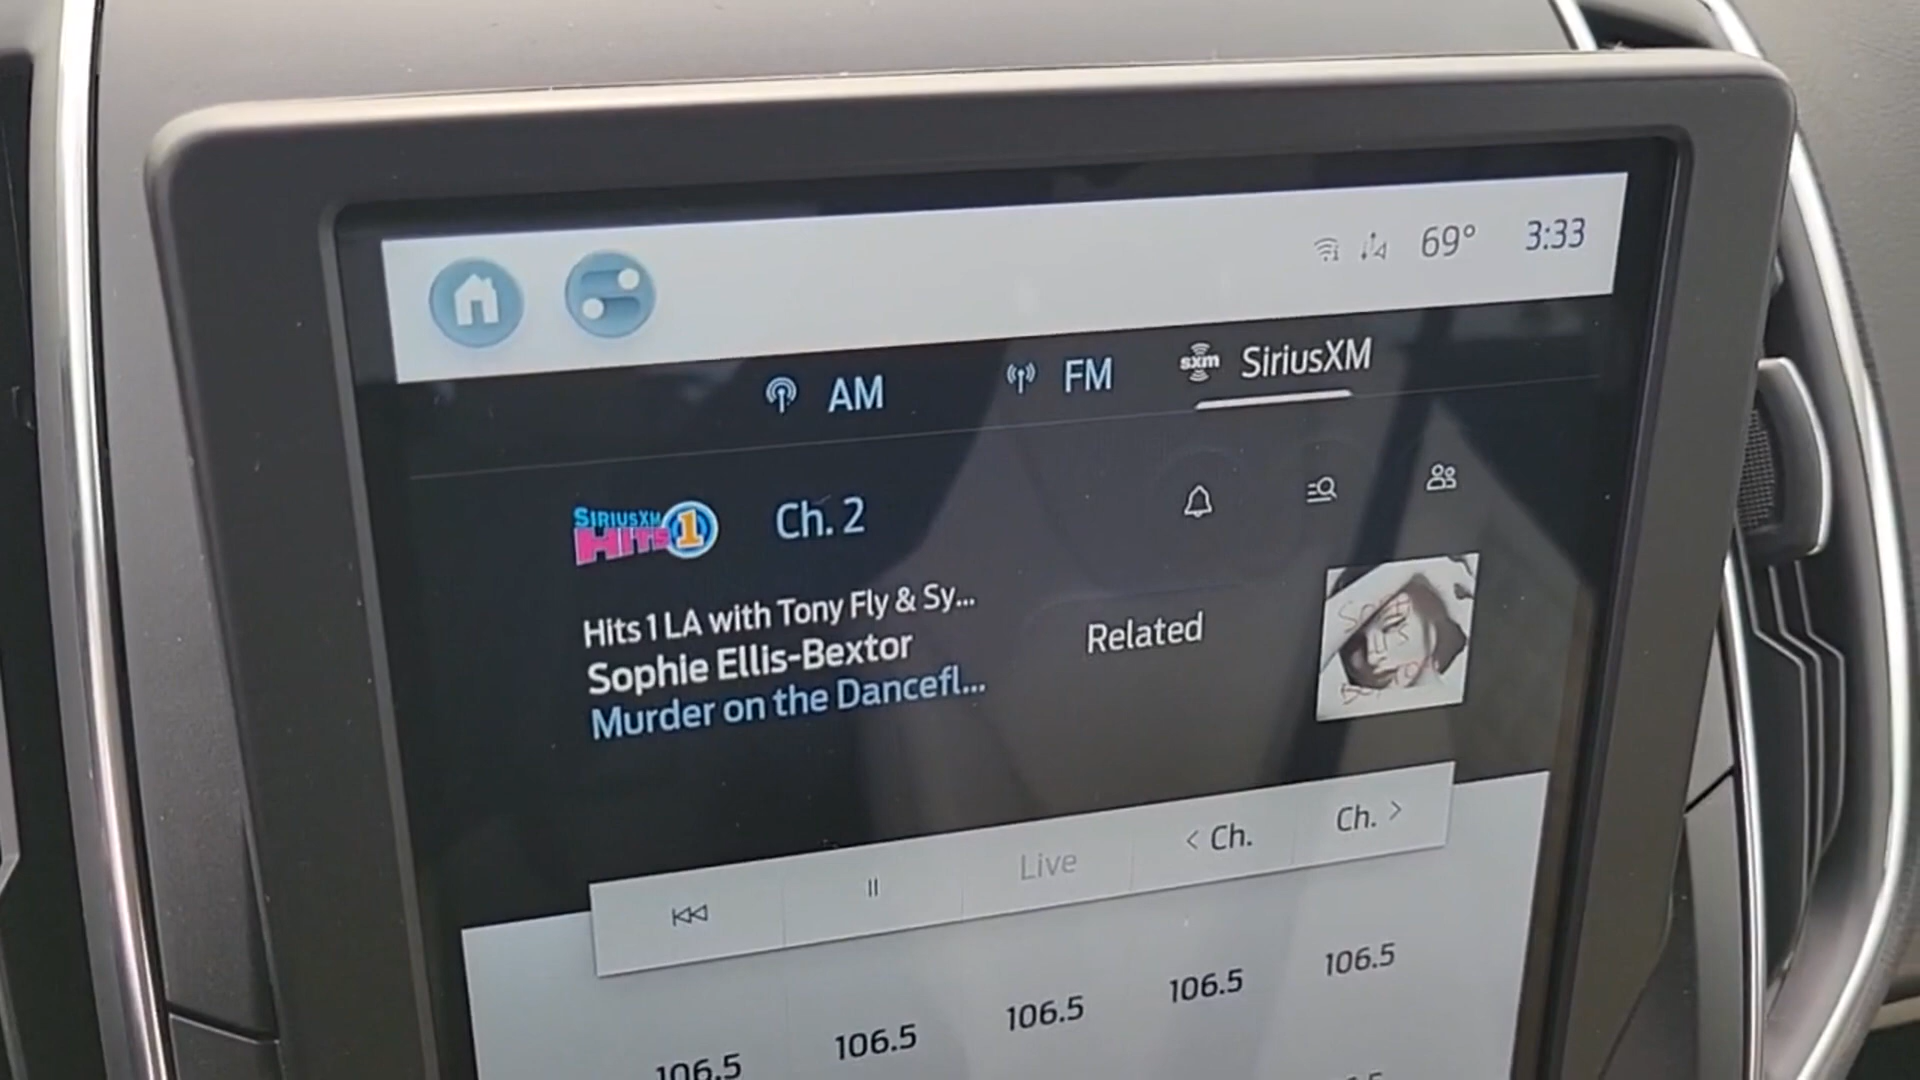 69° 3:33
AM FM sxm SiriusXM
SIRIUSXM HITS 1 Ch. 2
Hits 1 LA with Tony Fly & Sy...
Sophie Ellis-Bextor
Murder on the Dancefl...
Related
Live < Ch. Ch. >
106.5 106.5 106.5 106.5 106.5